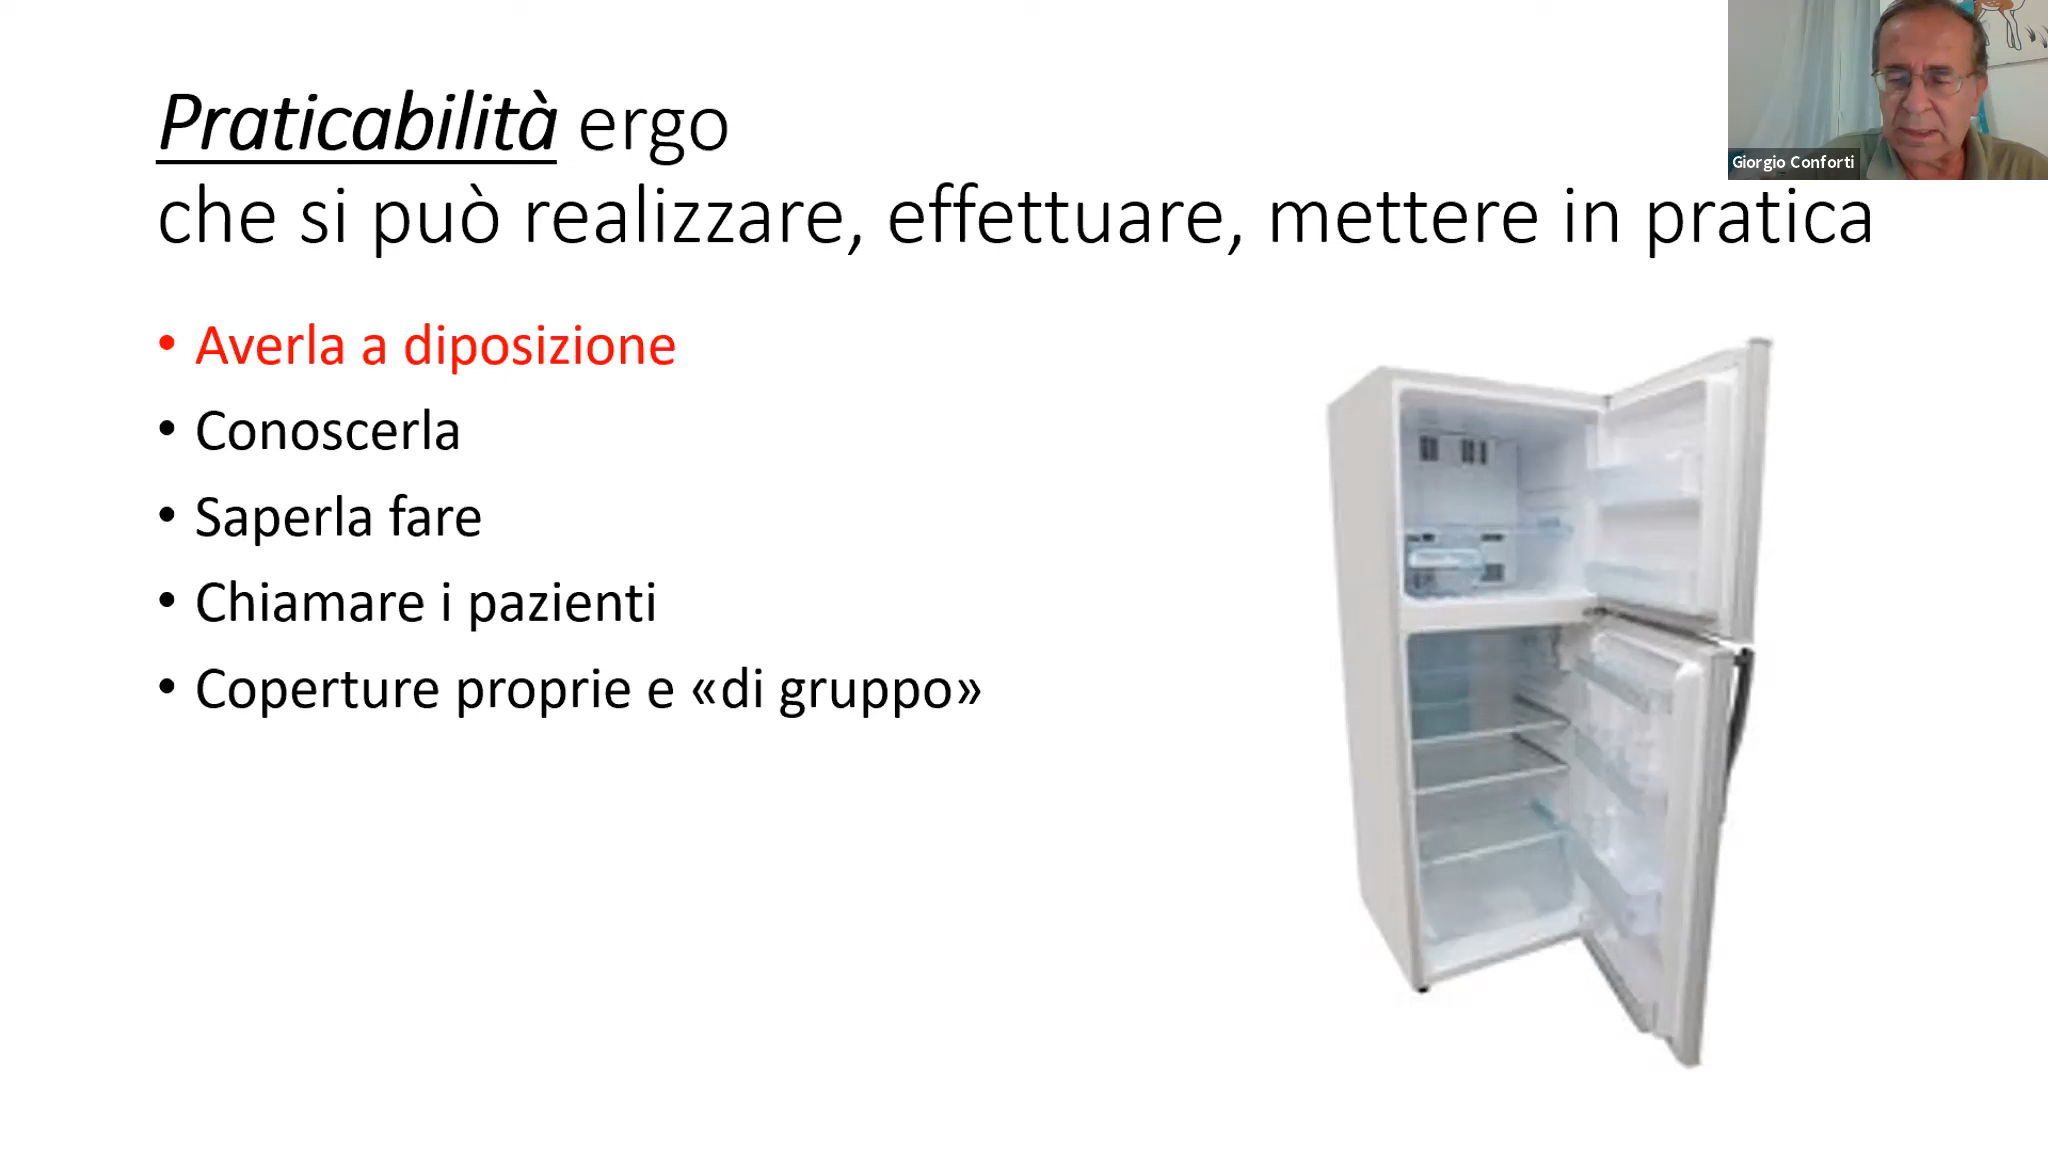 Praticabilità ergo
che si può realizzare, effettuare, mettere in pratica
Giorgio Conforti
• Averla a diposizione
• Conoscerla
• Saperla fare
• Chiamare i pazienti
• Coperture proprie e «di gruppo»